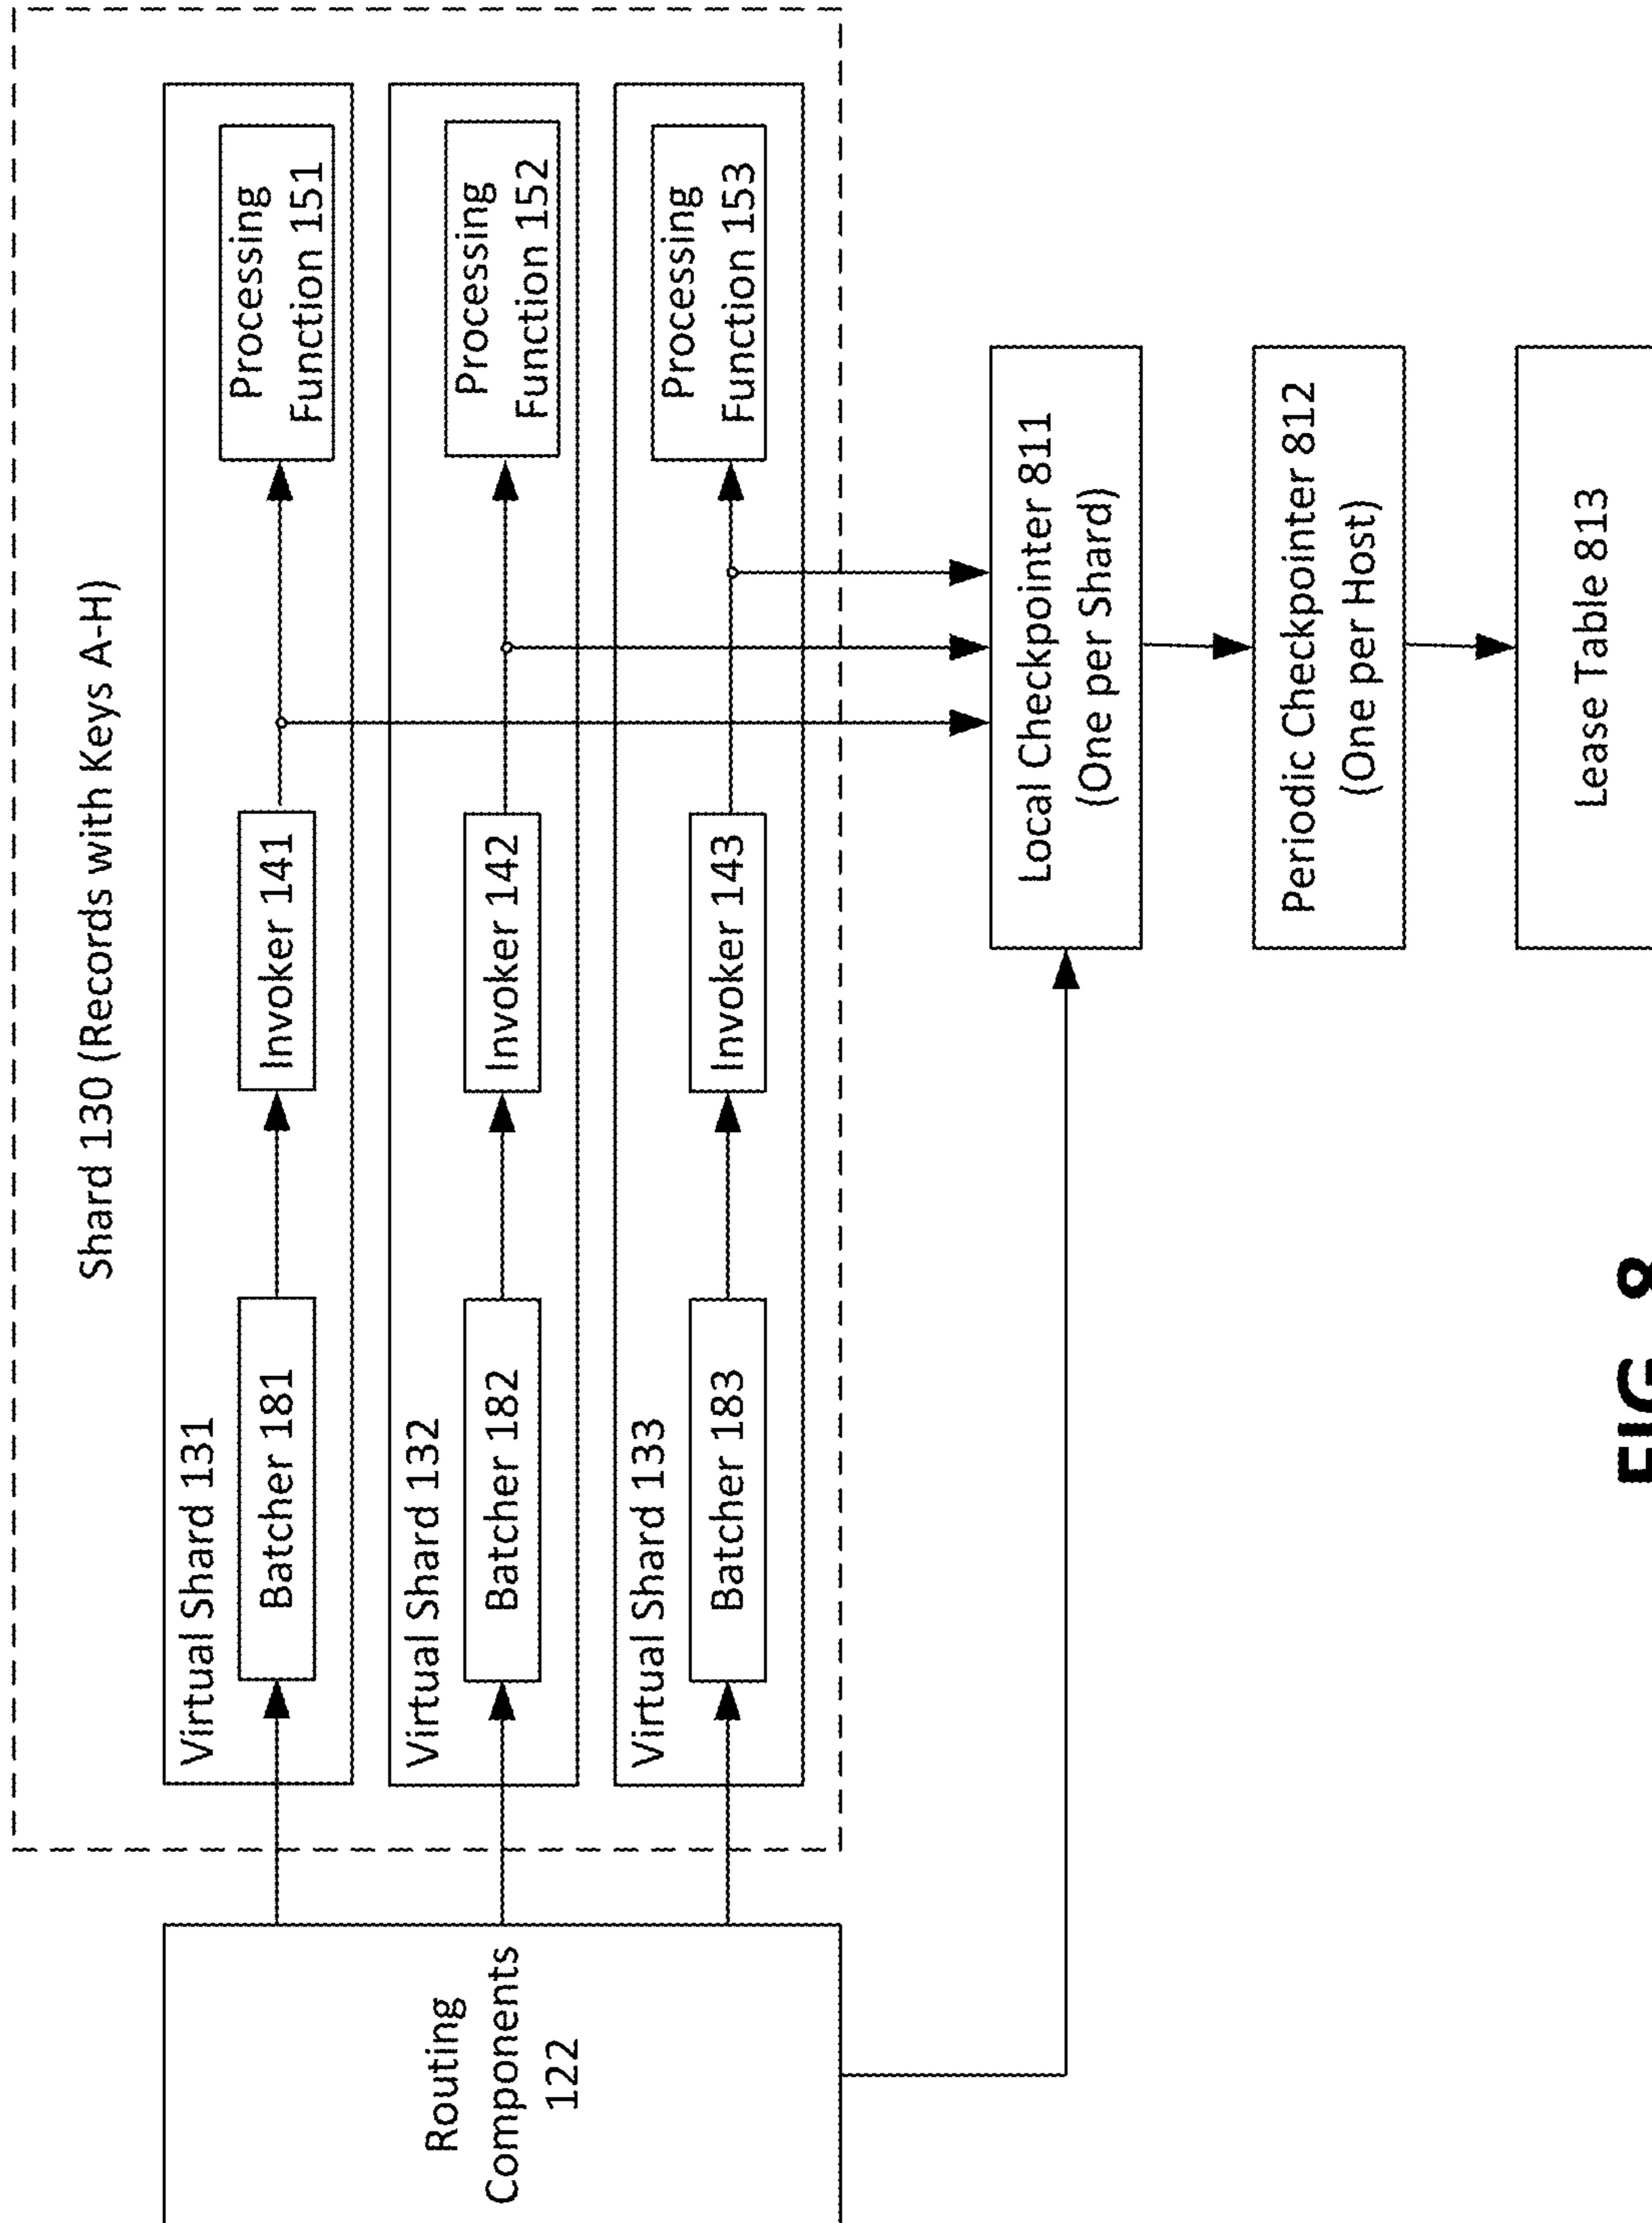 Shard 130 (Records with Keys A-H)
Virtual Shard 131
Batcher 181
Invoker 141
Processing
Function 151
Virtual Shard 132
Batcher 182
Invoker 142
Processing
Function 152
Virtual Shard 133
Batcher 183
Invoker 143
Processing
Function 153
Routing
Components
122
Local Checkpointer 811
(One per Shard)
Periodic Checkpointer 812
(One per Host)
Lease Table 813
FIG. 8